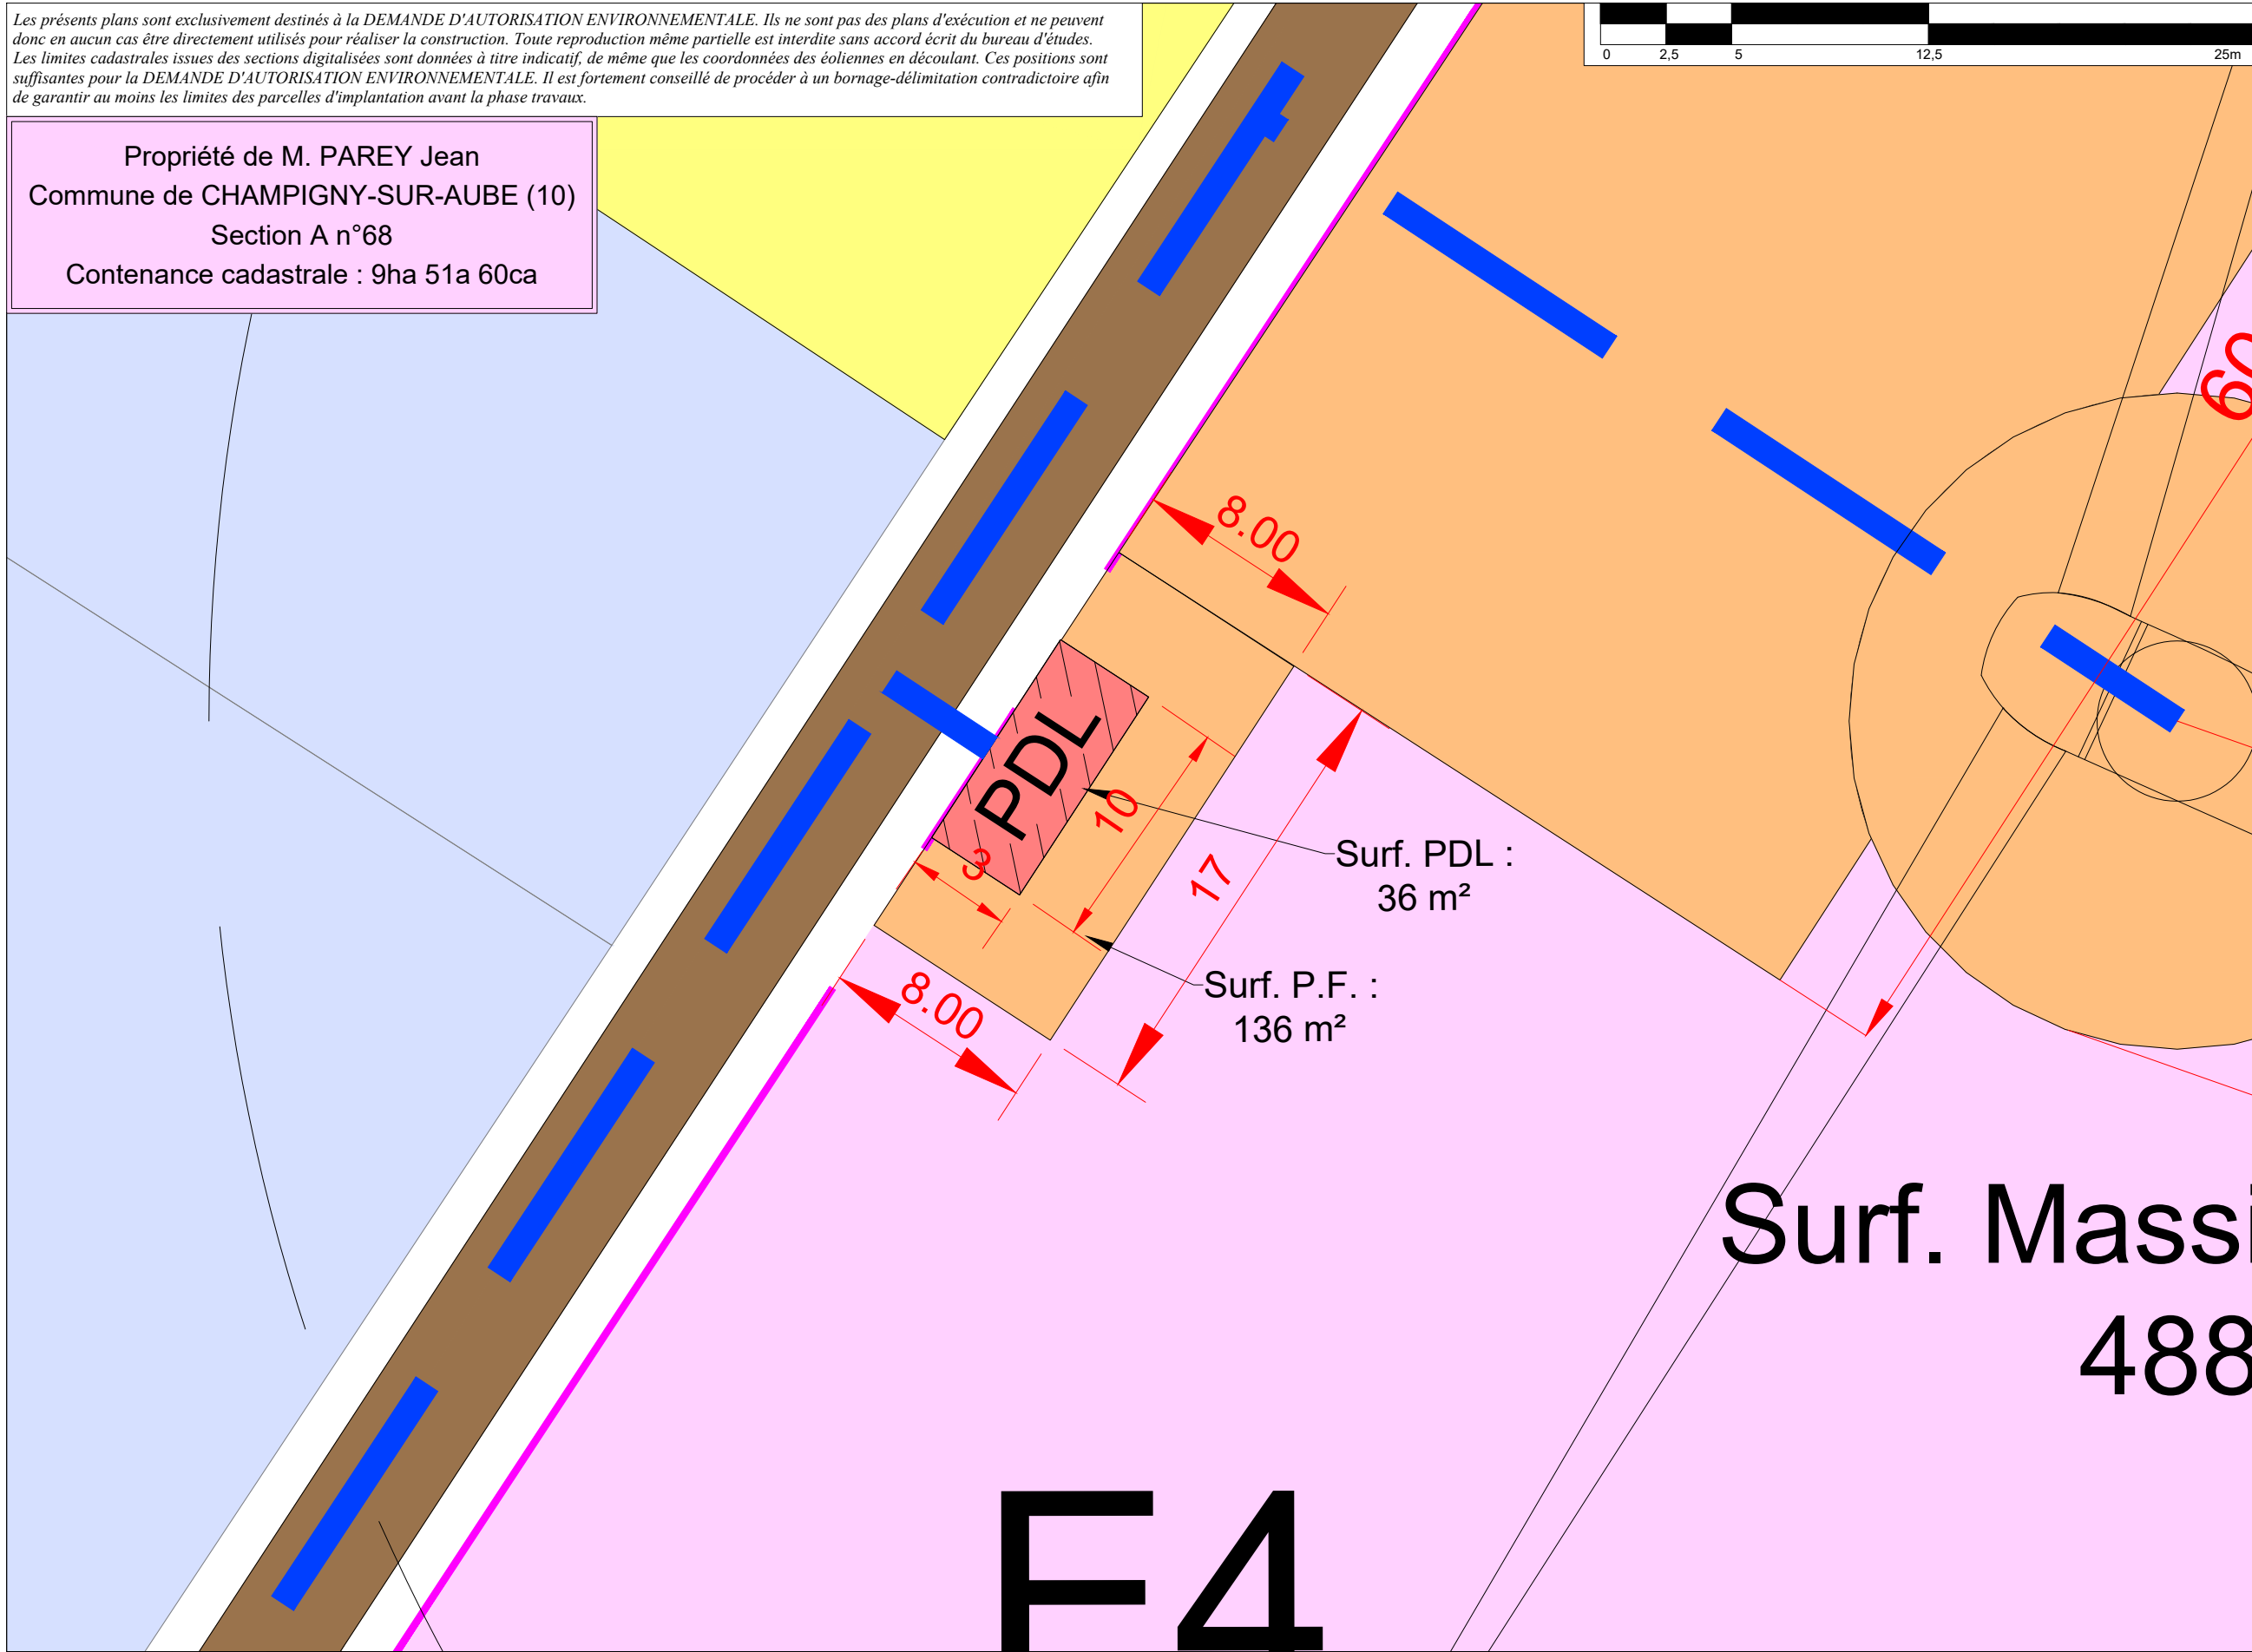 Les présents plans sont exclusivement destinés à la DEMANDE D'AUTORISATION ENVIRONNEMENTALE. Ils ne sont pas des plans d'exécution et ne peuvent
donc en aucun cas être directement utilisés pour réaliser la construction. Toute reproduction même partielle est interdite sans accord écrit du bureau d'études.
Les limites cadastrales issues des sections digitalisées sont données à titre indicatif, de même que les coordonnées des éoliennes en découlant. Ces positions sont
suffisantes pour la DEMANDE D'AUTORISATION ENVIRONNEMENTALE. Il est fortement conseillé de procéder à un bornage-délimitation contradictoire afin
de garantir au moins les limites des parcelles d'implantation avant la phase travaux.
0 2,5 5 12,5 25m
Propriété de M. PAREY Jean
Commune de CHAMPIGNY-SUR-AUBE (10)
Section A n°68
Contenance cadastrale : 9ha 51a 60ca
60
8.00
PDL
10
3
17
Surf. PDL :
36 m²
Surf. P.F. :
136 m²
8.00
Surf. Massi
488
E4